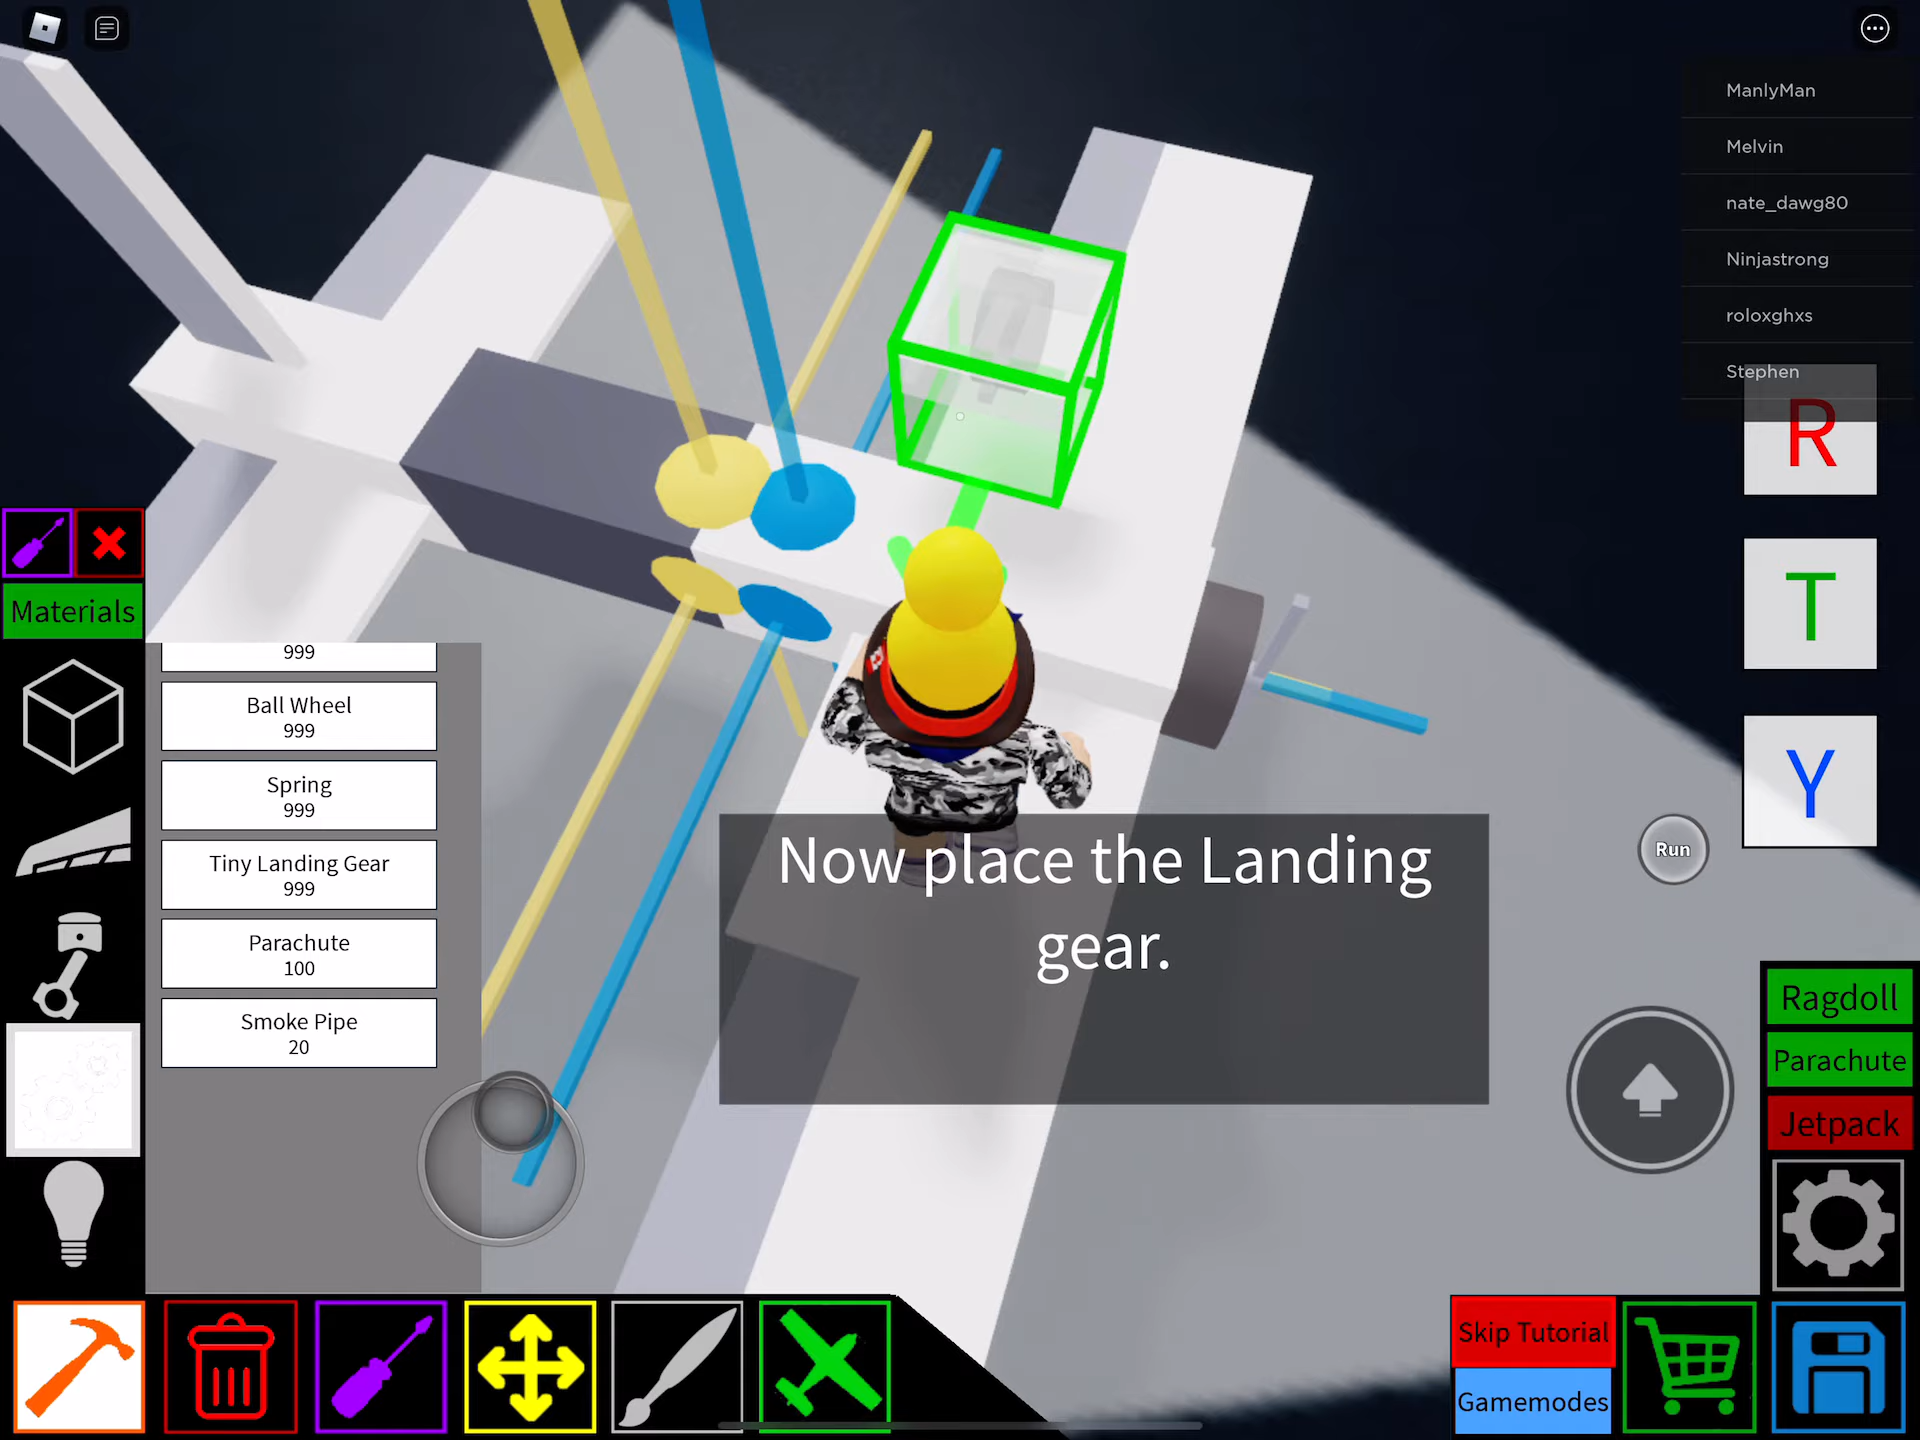 ManlyMan
Melvin
nate_dawg80
Ninjastrong
roloxghxs
Stephen
R
T
Y
Run
Materials
999
Ball Wheel
999
Spring
999
Tiny Landing Gear
999
Parachute
100
Smoke Pipe
20
Now place the Landing
gear.
Ragdoll
Parachute
Jetpack
Skip Tutorial
Gamemodes